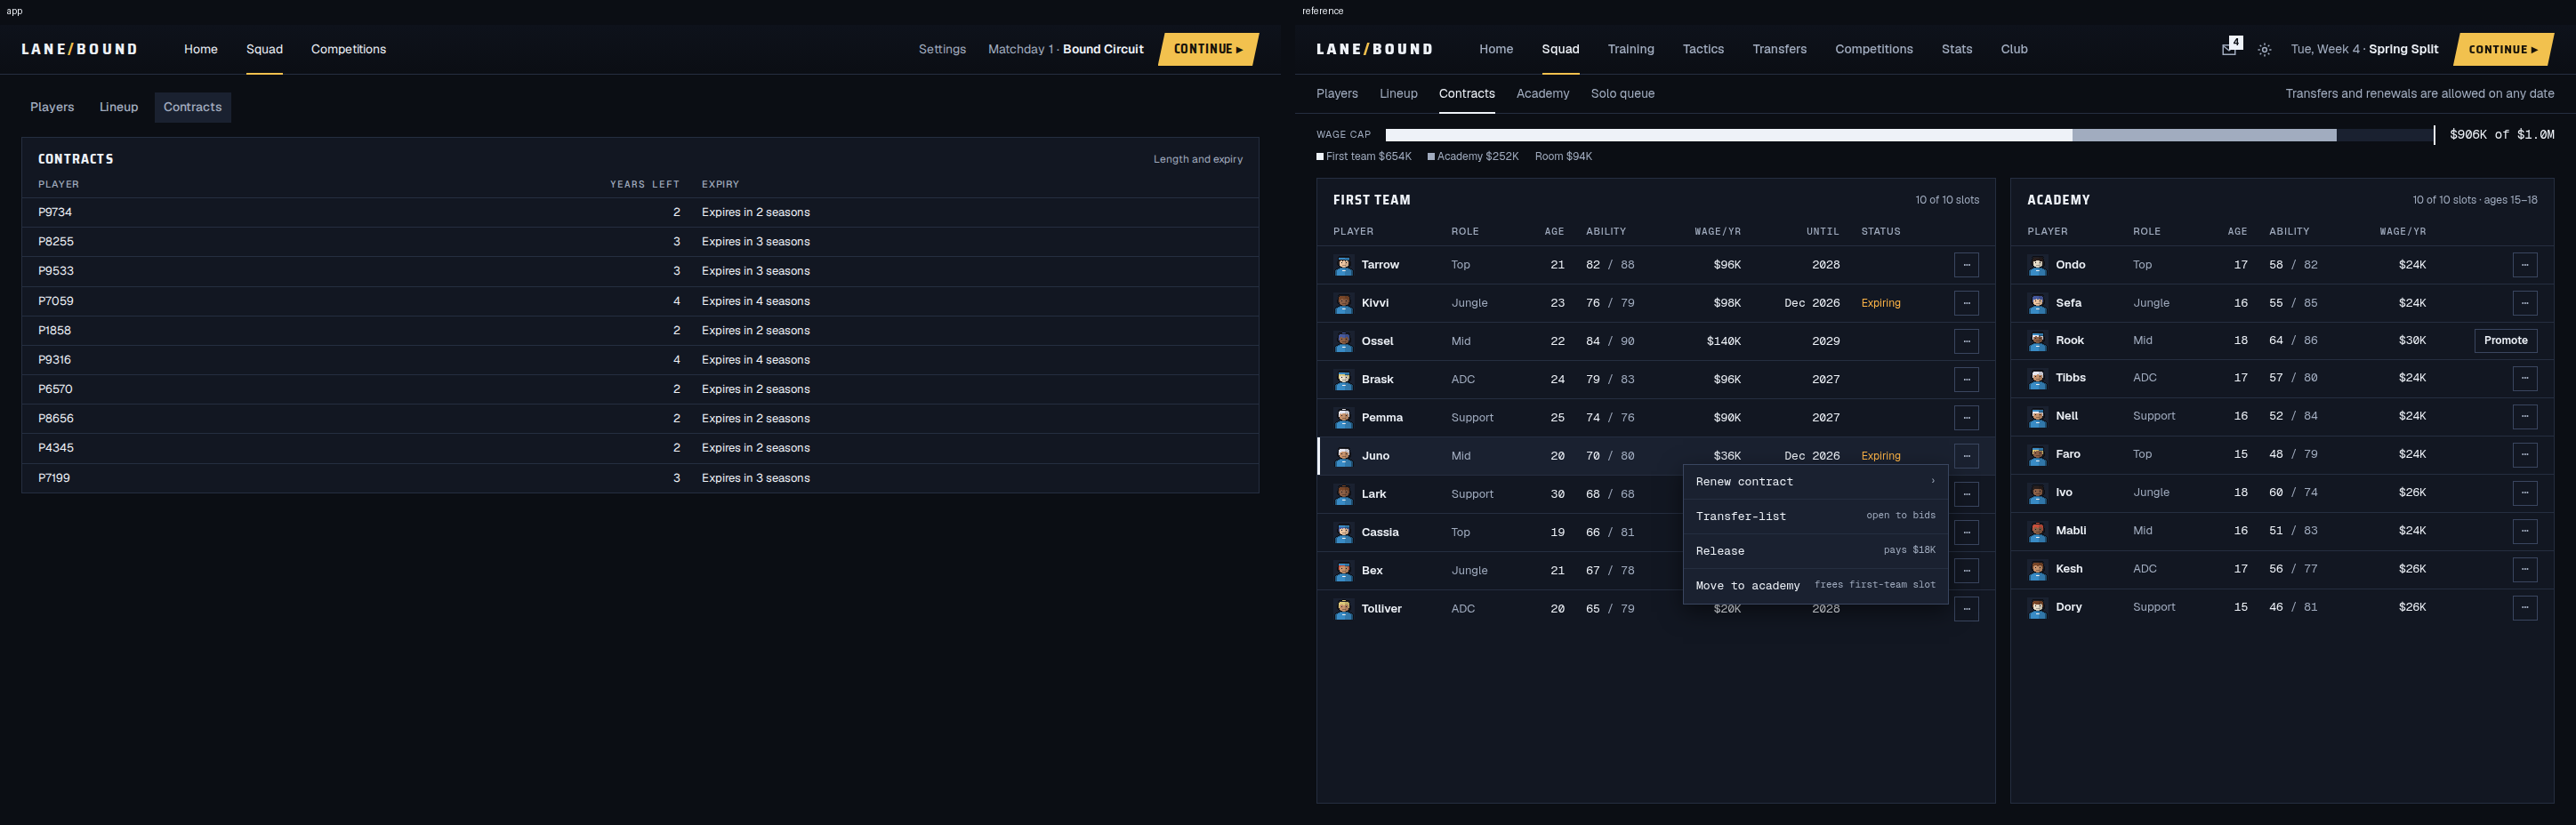 app
LANE/BOUND Home Squad Competitions Settings Matchday 1 · Bound Circuit CONTINUE ▸
Players Lineup Contracts
CONTRACTS Length and expiry
PLAYER YEARS LEFT EXPIRY
P9734 2 Expires in 2 seasons
P8255 3 Expires in 3 seasons
P9533 3 Expires in 3 seasons
P7059 4 Expires in 4 seasons
P1858 2 Expires in 2 seasons
P9316 4 Expires in 4 seasons
P6570 2 Expires in 2 seasons
P8656 2 Expires in 2 seasons
P4345 2 Expires in 2 seasons
P7199 3 Expires in 3 seasons
reference
LANE/BOUND Home Squad Training Tactics Transfers Competitions Stats Club 4 Tue, Week 4 · Spring Split CONTINUE ▸
Players Lineup Contracts Academy Solo queue Transfers and renewals are allowed on any date
WAGE CAP $906K of $1.0M
First team $654K Academy $252K Room $94K
FIRST TEAM 10 of 10 slots
PLAYER ROLE AGE ABILITY WAGE/YR UNTIL STATUS
Tarrow Top 21 82 / 88 $96K 2028 …
Kivvi Jungle 23 76 / 79 $98K Dec 2026 Expiring …
Ossel Mid 22 84 / 90 $140K 2029 …
Brask ADC 24 79 / 83 $96K 2027 …
Pemma Support 25 74 / 76 $90K 2027 …
Juno Mid 20 70 / 80 $36K Dec 2026 Expiring …
Lark Support 30 68 / 68 …
Cassia Top 19 66 / 81 …
Bex Jungle 21 67 / 78 …
Tolliver ADC 20 65 / 79 $20K 2028 …
Renew contract ›
Transfer-list open to bids
Release pays $18K
Move to academy frees first-team slot
ACADEMY 10 of 10 slots · ages 15–18
PLAYER ROLE AGE ABILITY WAGE/YR
Ondo Top 17 58 / 82 $24K …
Sefa Jungle 16 55 / 85 $24K …
Rook Mid 18 64 / 86 $30K Promote
Tibbs ADC 17 57 / 80 $24K …
Nell Support 16 52 / 84 $24K …
Faro Top 15 48 / 79 $24K …
Ivo Jungle 18 60 / 74 $26K …
Mabli Mid 16 51 / 83 $24K …
Kesh ADC 17 56 / 77 $26K …
Dory Support 15 46 / 81 $26K …